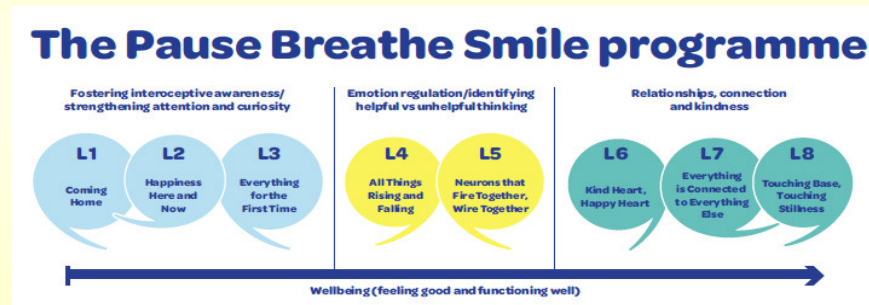 The Pause Breathe Smile programme
Fostering interoceptive awareness/
strengthening attention and curiosity
Emotion regulation/identifying
helpful vs unhelpful thinking
Relationships, connection
and kindness
L1
Coming
Home
L2
Happiness
Here and
Now
L3
Everything
for the
First Time
L4
All Things
Rising and
Falling
L5
Neurons that
Fire Together,
Wire Together
L6
Kind Heart,
Happy Heart
L7
Everything
is Connected
to Everything
Else
L8
Touching Base,
Touching
Stillness
Wellbeing (feeling good and functioning well)